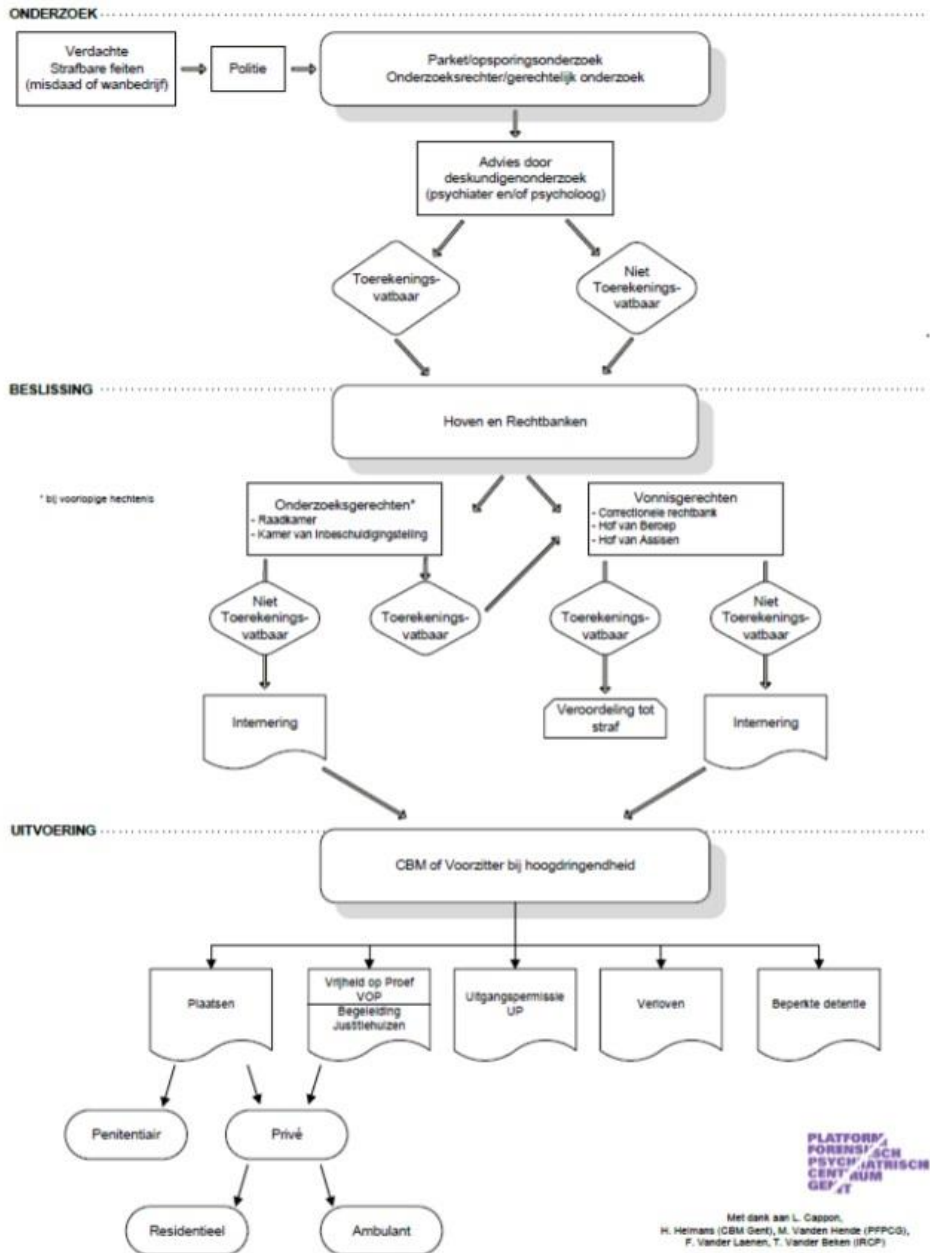 ONDERZOEK
Verdachte
Strafbare feiten
(misdaad of wanbedrijf)
Politie
Parket/opsporingsonderzoek
Onderzoeksrechter/gerechtelijk onderzoek
Advies door
deskundigenonderzoek
(psychiater en/of psycholoog)
Toerekenings-
vatbaar
Niet
Toerekenings-
vatbaar
BESLISSING
Hoven en Rechtbanken
* bij voorlopige hechtenis
Onderzoeksgerechten*
- Raadkamer
- Kamer van Inbeschuldigingstelling
Vonnisgerechten
- Correctionele rechtbank
- Hof van Beroep
- Hof van Assisen
Niet
Toerekenings-
vatbaar
Toerekenings-
vatbaar
Toerekenings-
vatbaar
Niet
Toerekenings-
vatbaar
Internering
Veroordeling tot
straf
Internering
UITVOERING
CBM of Voorzitter bij hoogdringendheid
Plaatsen
Vrijheid op Proef
VOP
Begeleiding
Justitiehuizen
Uitgangspermissie
UP
Verloven
Beperkte detentie
Penitentiair
Privé
Residentieel
Ambulant
PLATFORM
FORENSISCH
PSYCHIATRISCH
CENTRUM
GENT
Met dank aan L. Cappon,
H. Heimans (CBM Gent), M. Vanden Hende (PFPCG),
F. Vander Laenen, T. Vander Beken (IRCP)